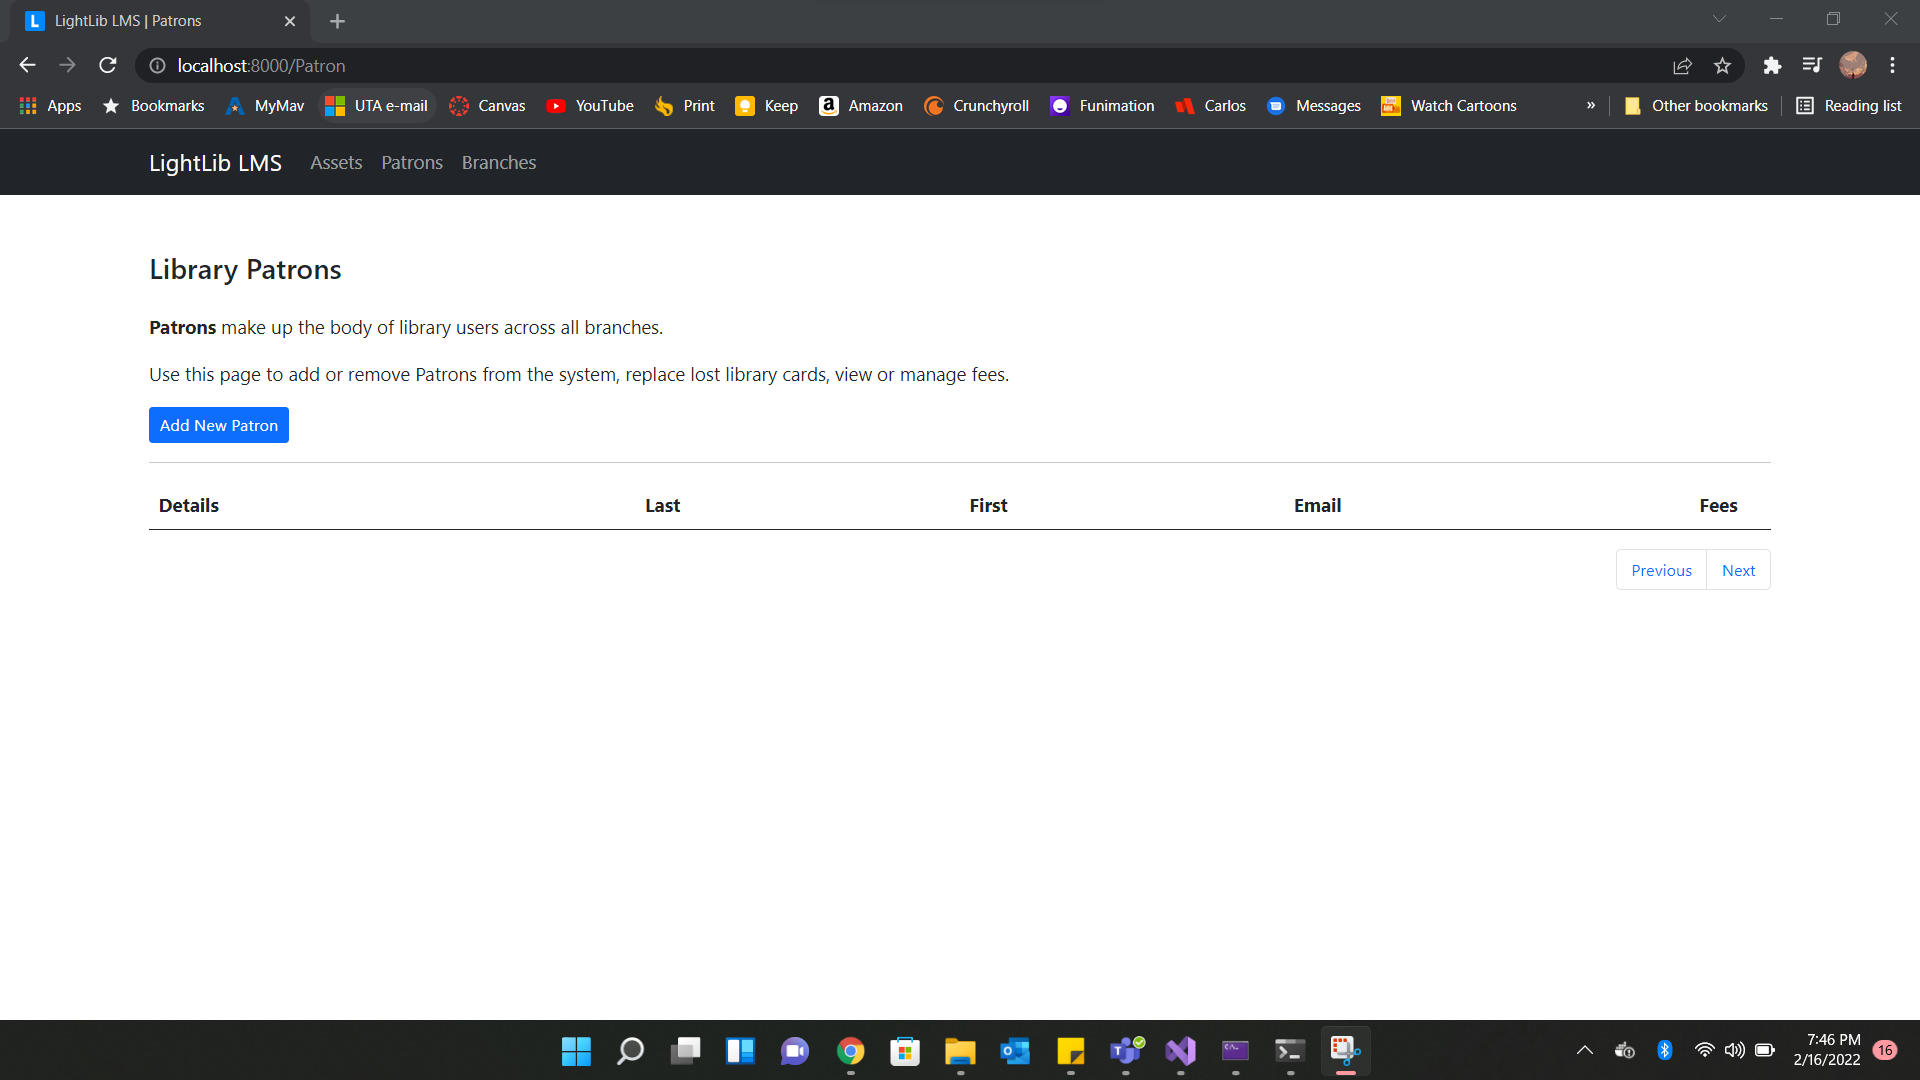 L LightLib LMS | Patrons
localhost:8000/Patron
Apps Bookmarks MyMav UTA e-mail Canvas YouTube Print Keep Amazon Crunchyroll Funimation Carlos Messages Watch Cartoons » Other bookmarks Reading list
LightLib LMS Assets Patrons Branches
Library Patrons
Patrons make up the body of library users across all branches.
Use this page to add or remove Patrons from the system, replace lost library cards, view or manage fees.
Add New Patron
Details Last First Email Fees
Previous Next
7:46 PM
2/16/2022
16